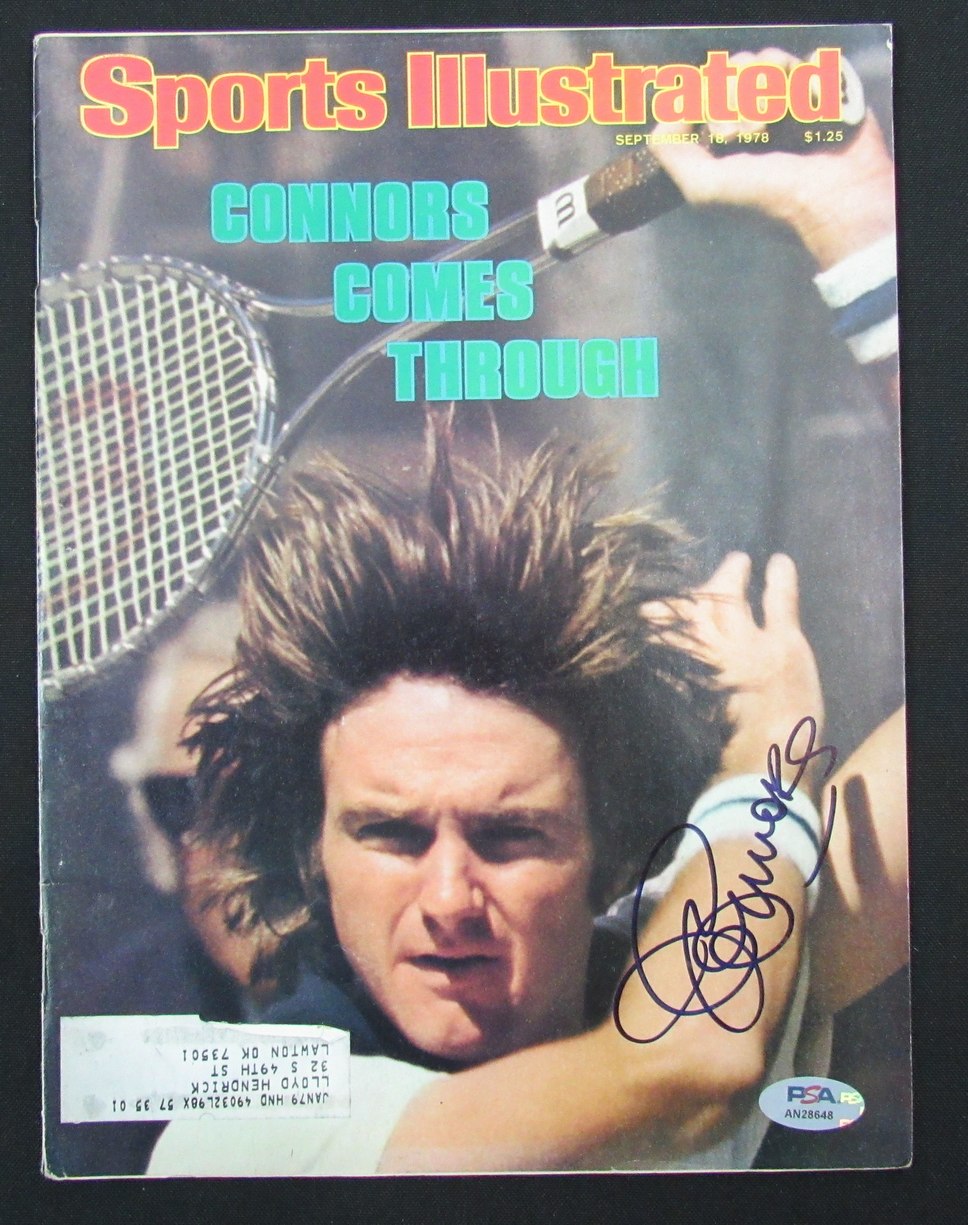 Sports Illustrated
SEPTEMBER 18, 1978 $1.25
CONNORS
COMES
THROUGH
JAN79 HND 49032L98X 57 35 01
LLOYD HENDRICK
32 S 49TH ST
LAWTON OK 73501
PSA
AN28648